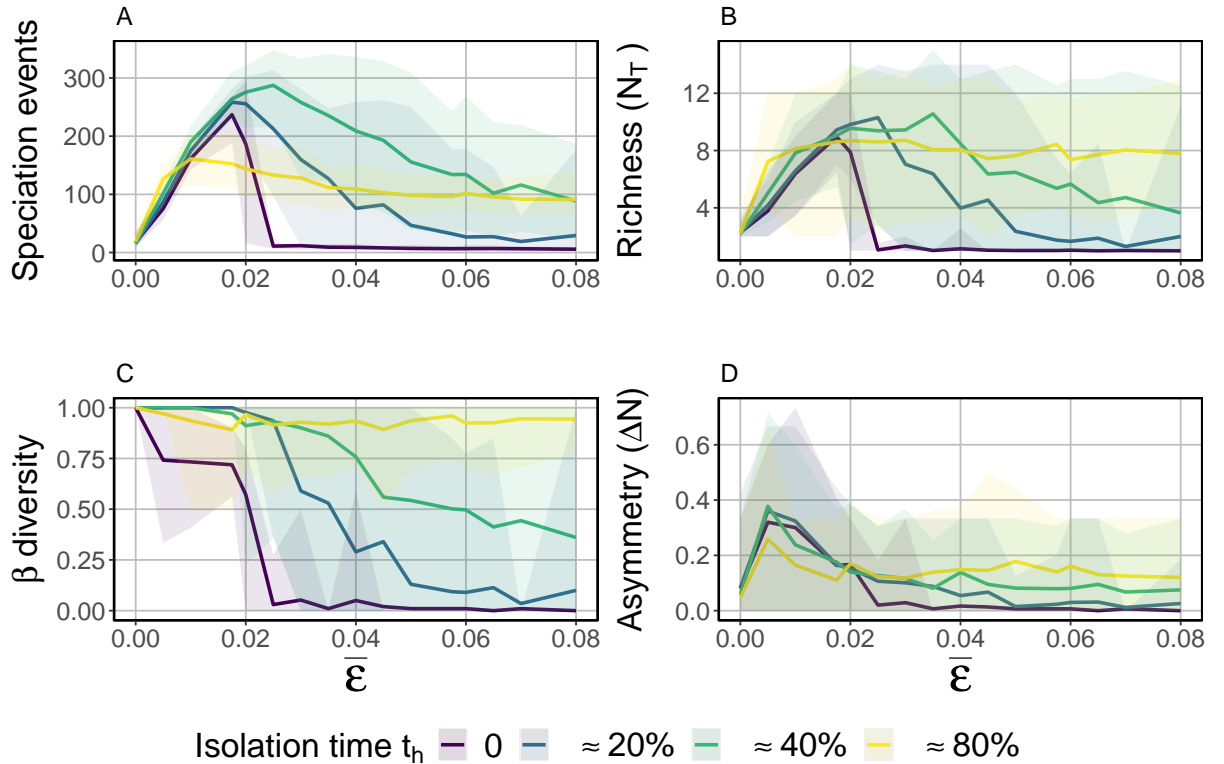 A
Speciation events
300
200
100
0
0.00 0.02 0.04 0.06 0.08
B
Richness (N_T)
12
8
4
0.00 0.02 0.04 0.06 0.08
C
β diversity
1.00
0.75
0.50
0.25
0.00
0.00 0.02 0.04 0.06 0.08
ε̅
D
Asymmetry (ΔN)
0.6
0.4
0.2
0.0
0.00 0.02 0.04 0.06 0.08
ε̅
Isolation time t_h 0 ≈ 20% ≈ 40% ≈ 80%